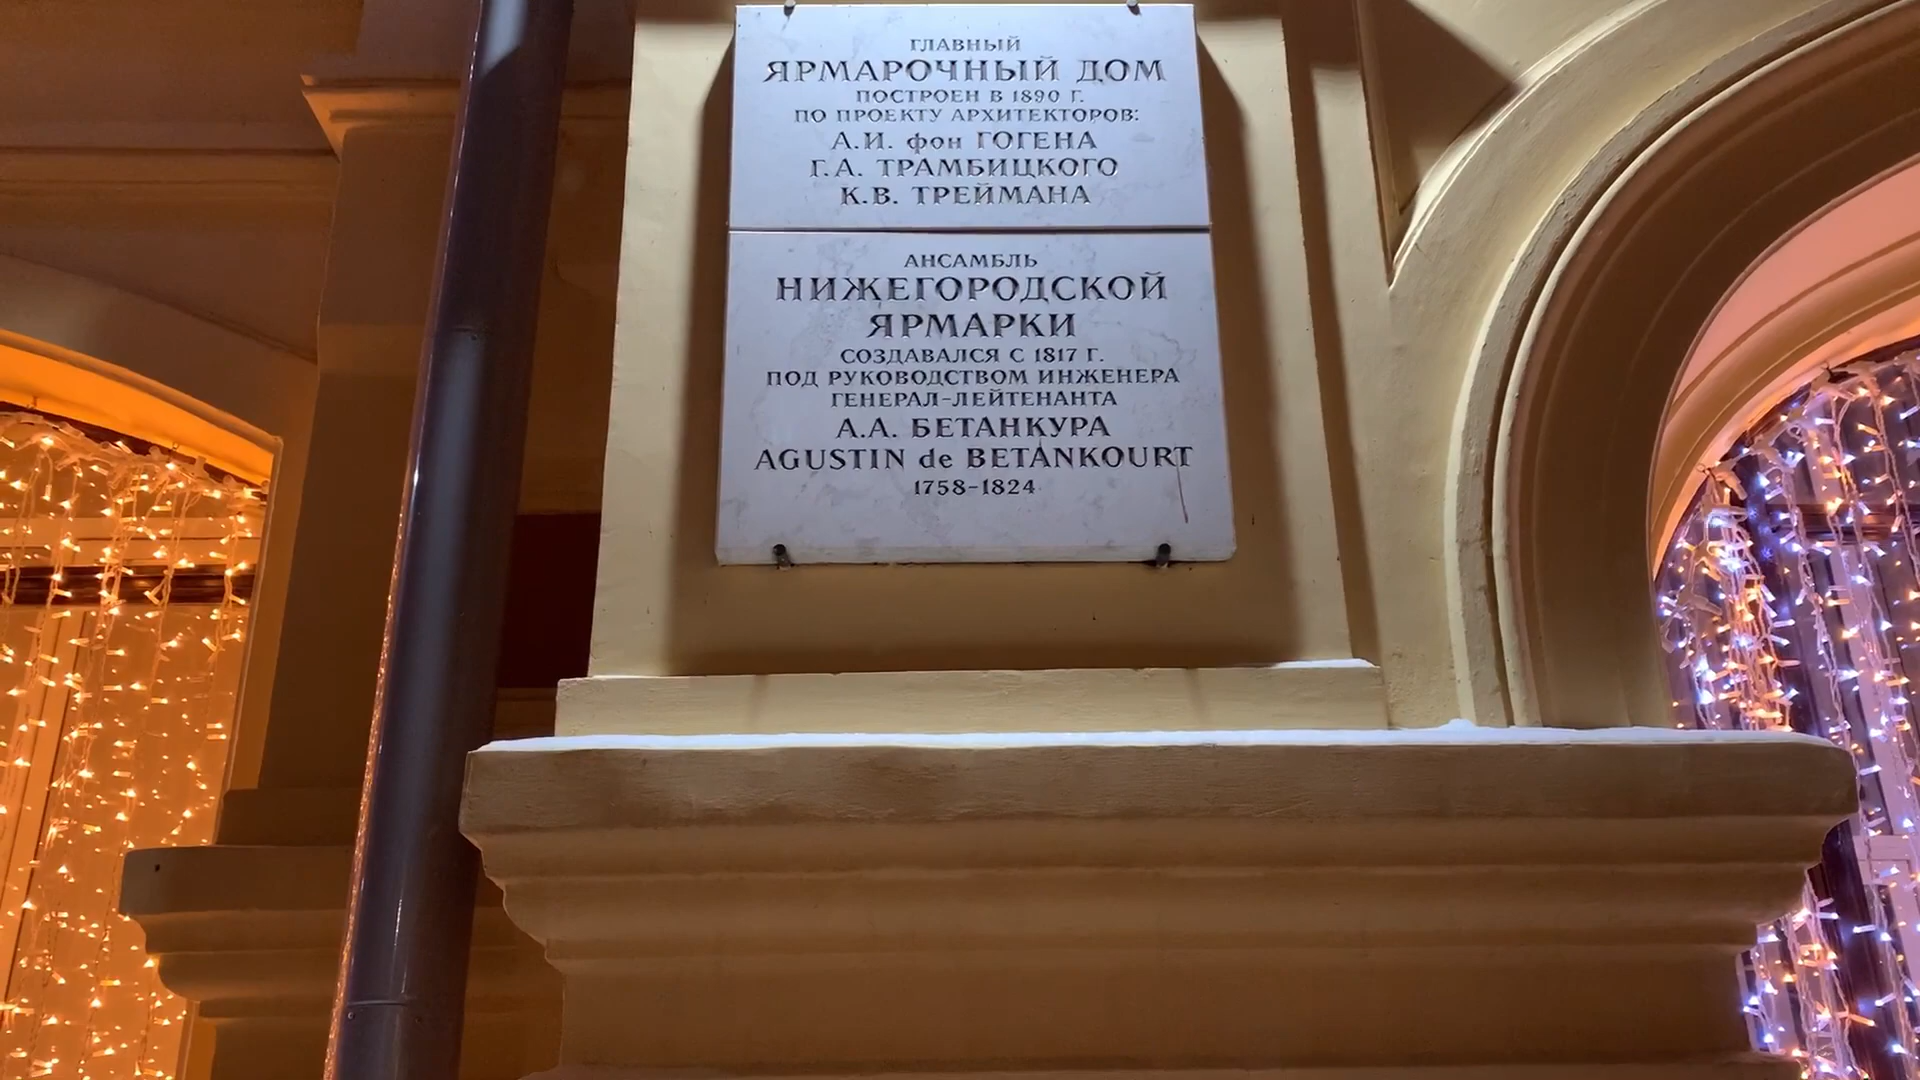 ГЛАВНЫЙ
ЯРМАРОЧНЫЙ ДОМ
ПОСТРОЕН В 1890 Г.
ПО ПРОЕКТУ АРХИТЕКТОРОВ:
А.И. фон ГОГЕНА
Г.А. ТРАМБИЦКОГО
К.В. ТРЕЙМАНА
АНСАМБЛЬ
НИЖЕГОРОДСКОЙ
ЯРМАРКИ
СОЗДАВАЛСЯ С 1817 Г.
ПОД РУКОВОДСТВОМ ИНЖЕНЕРА
ГЕНЕРАЛ-ЛЕЙТЕНАНТА
А.А. БЕТАНКУРА
AGUSTIN de BETANKOURT
1758-1824